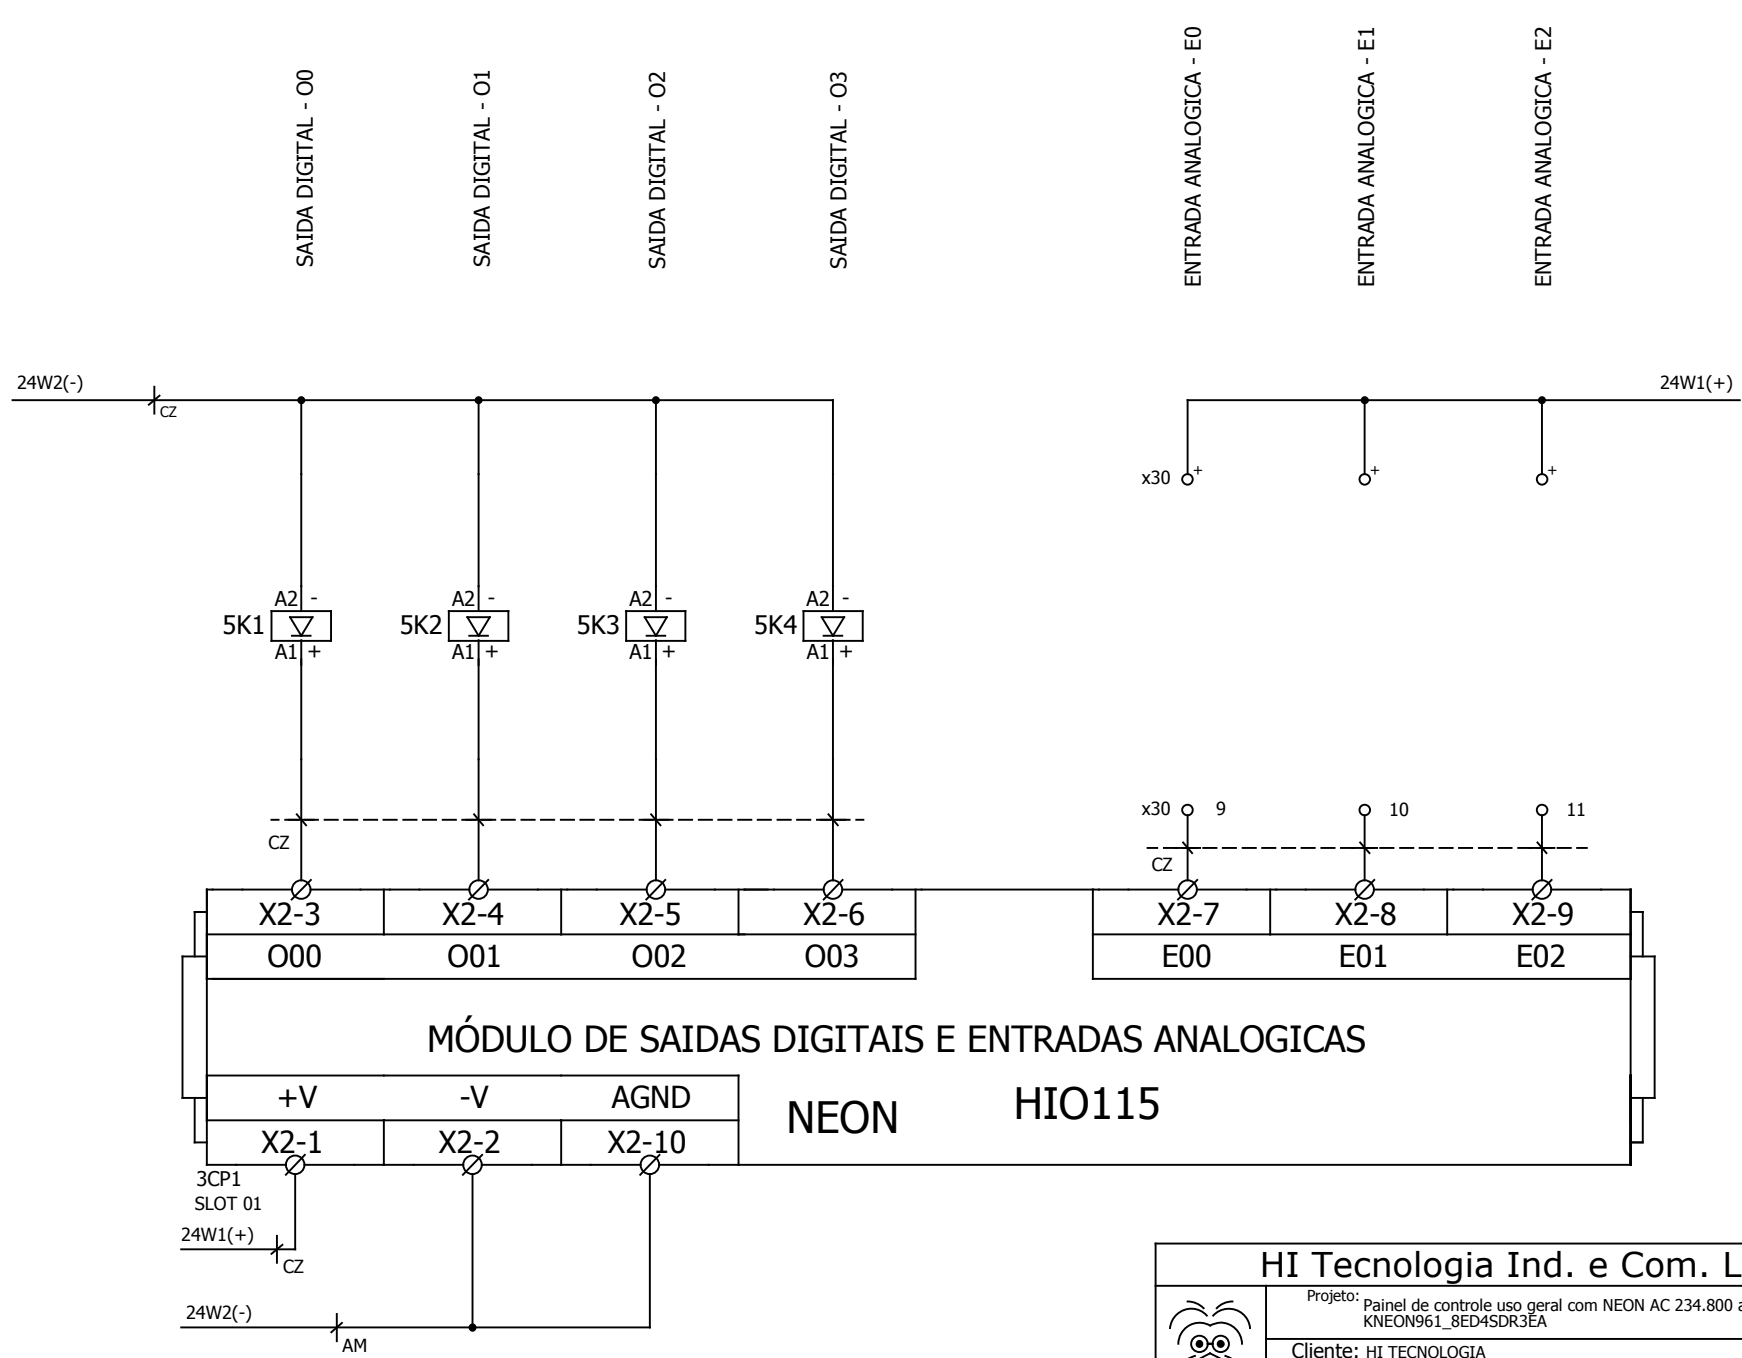 SAIDA DIGITAL - O0
SAIDA DIGITAL - O1
SAIDA DIGITAL - O2
SAIDA DIGITAL - O3
ENTRADA ANALOGICA - E0
ENTRADA ANALOGICA - E1
ENTRADA ANALOGICA - E2
24W2(-)
CZ
24W1(+)
x30 + + +
A2 - A2 - A2 - A2 -
5K1 5K2 5K3 5K4
A1 + A1 + A1 + A1 +
x30 9 10 11
CZ CZ
X2-3 X2-4 X2-5 X2-6 X2-7 X2-8 X2-9
O00 O01 O02 O03 E00 E01 E02
MÓDULO DE SAIDAS DIGITAIS E ENTRADAS ANALOGICAS
+V -V AGND
NEON HIO115
X2-1 X2-2 X2-10
3CP1
SLOT 01
24W1(+)
CZ
24W2(-)
AM
HI Tecnologia Ind. e Com. L
Projeto: Painel de controle uso geral com NEON AC 234.800 a
KNEON961_8ED4SDR3EA
Cliente: HI TECNOLOGIA